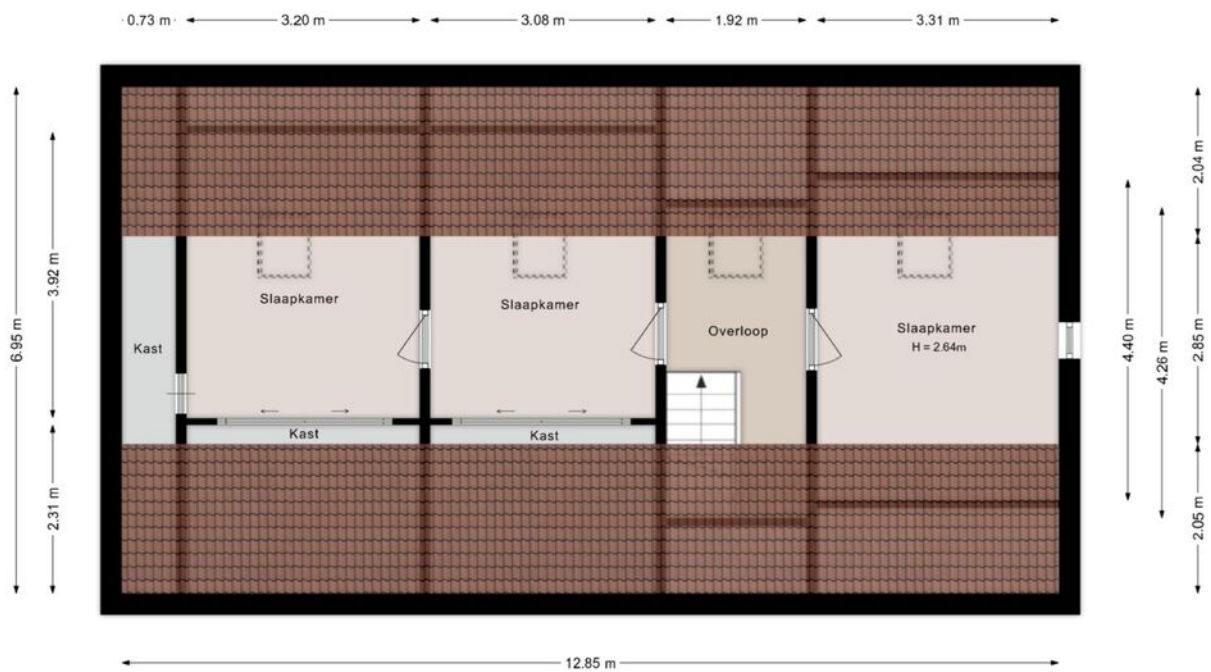 0.73 m
3.20 m
3.08 m
1.92 m
3.31 m
6.95 m
3.92 m
2.31 m
Slaapkamer
Slaapkamer
Overloop
Slaapkamer
H = 2.64m
Kast
Kast
Kast
4.40 m
4.26 m
2.04 m
2.85 m
2.05 m
12.85 m